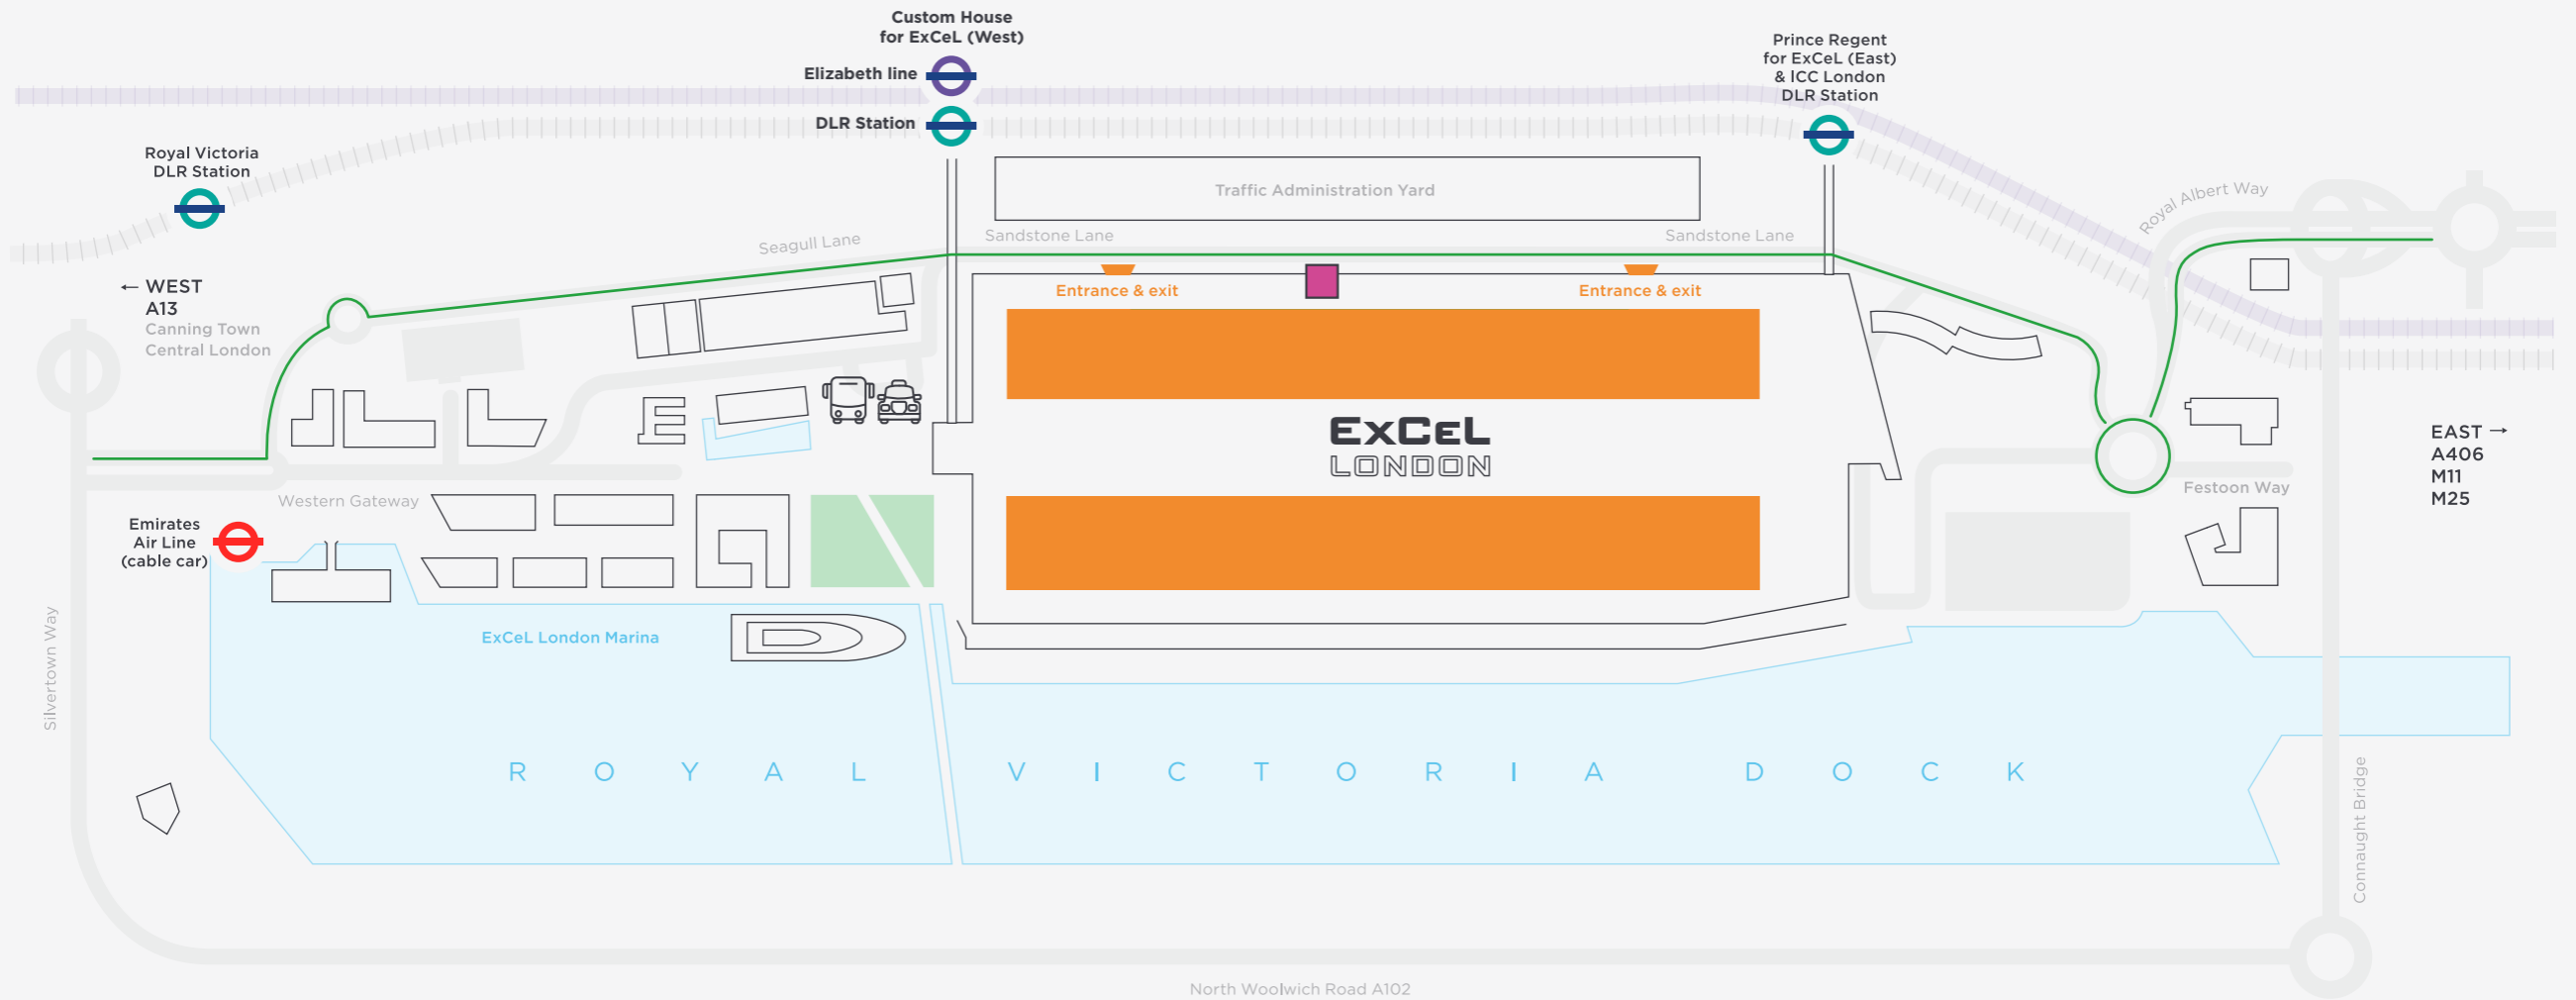 Custom House
for ExCeL (West)
Elizabeth line
DLR Station
Prince Regent
for ExCeL (East)
& ICC London
DLR Station
Royal Victoria
DLR Station
Traffic Administration Yard
Royal Albert Way
Seagull Lane
Sandstone Lane
Sandstone Lane
← WEST
A13
Canning Town
Central London
Entrance & exit
Entrance & exit
ExCeL
LONDON
EAST →
A406
M11
M25
Western Gateway
Festoon Way
Emirates
Air Line
(cable car)
Silvertown Way
ExCeL London Marina
ROYAL VICTORIA DOCK
Connaught Bridge
North Woolwich Road A102